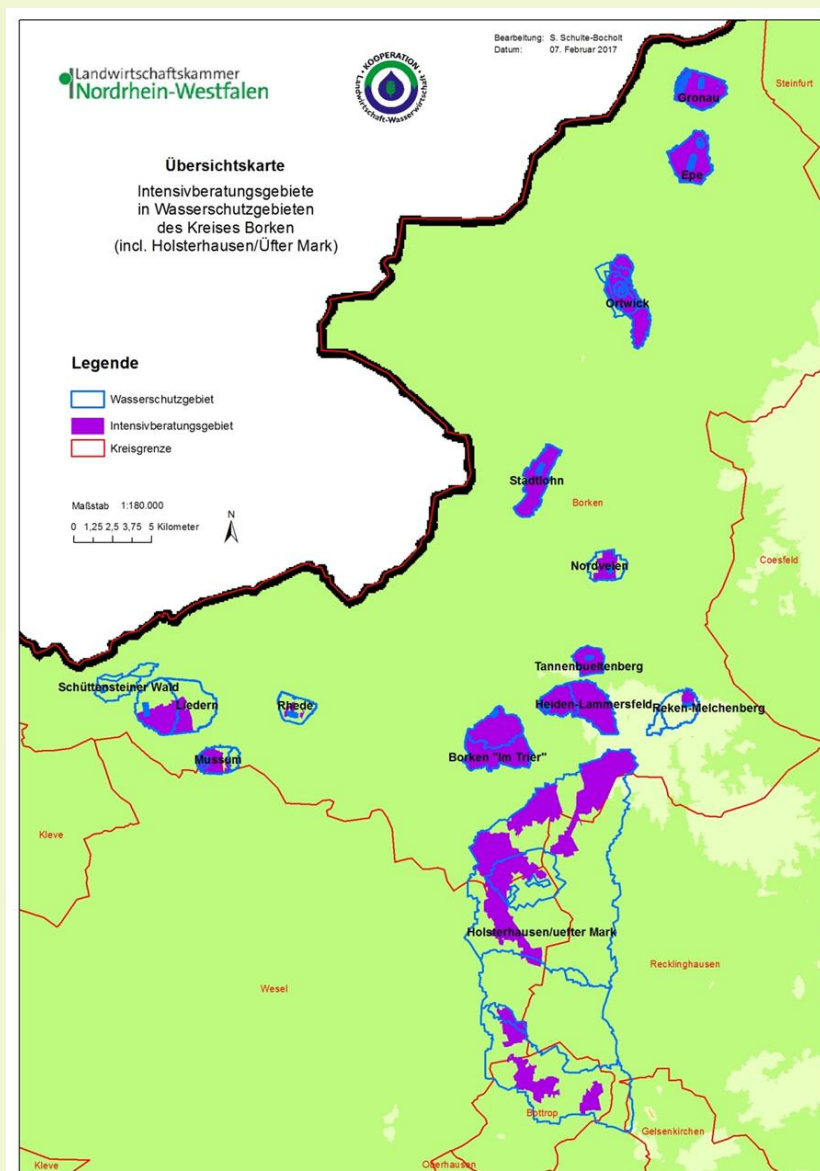 Bearbeitung: S. Schulte-Bocholt
Datum: 07. Februar 2017
Landwirtschaftskammer
Nordrhein-Westfalen
KOOPERATION
Landwirtschaft-Wasserwirtschaft
Übersichtskarte
Intensivberatungsgebiete
in Wasserschutzgebieten
des Kreises Borken
(incl. Holsterhausen/Üfter Mark)
Legende
Wasserschutzgebiet
Intensivberatungsgebiet
Kreisgrenze
Maßstab 1:180.000
0 1,25 2,5 3,75 5 Kilometer
N
Steinfurt
Gronau
Epe
Ortwick
Stadtlohn
Borken
Coesfeld
Nordvelen
Tannenbueltenberg
Schüttensteiner Wald
Liedern
Rhede
Heiden-Lammersfeld
Reken-Melchenberg
Mussum
Borken "Im Trier"
Kleve
Holsterhausen/uefter Mark
Recklinghausen
Wesel
Bottrop
Gelsenkirchen
Kleve
Oberhausen